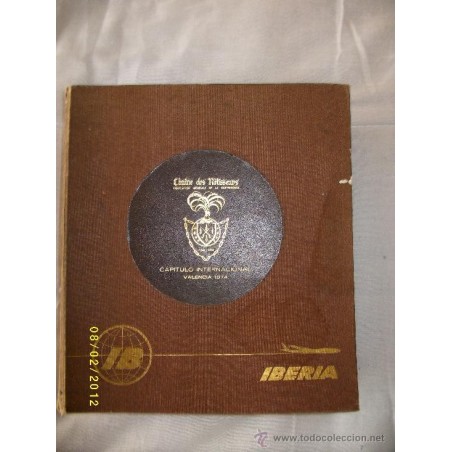 Chaîne des Rôtisseurs
CAPITULO INTERNACIONAL
VALENCIA 1974
IB
IBERIA
08/02/2012
www.todocoleccion.net